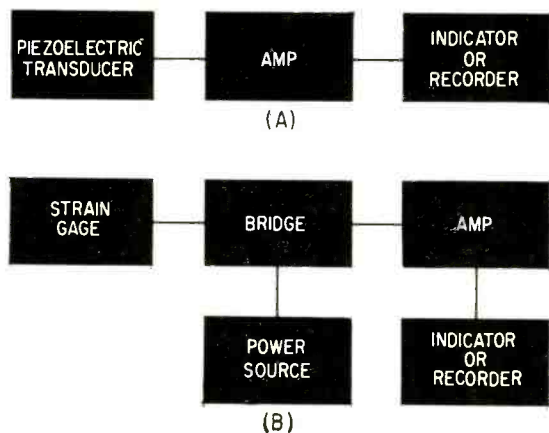 PIEZOELECTRIC
TRANSDUCER
AMP
INDICATOR
OR
RECORDER
(A)
STRAIN
GAGE
BRIDGE
AMP
POWER
SOURCE
INDICATOR
OR
RECORDER
(B)